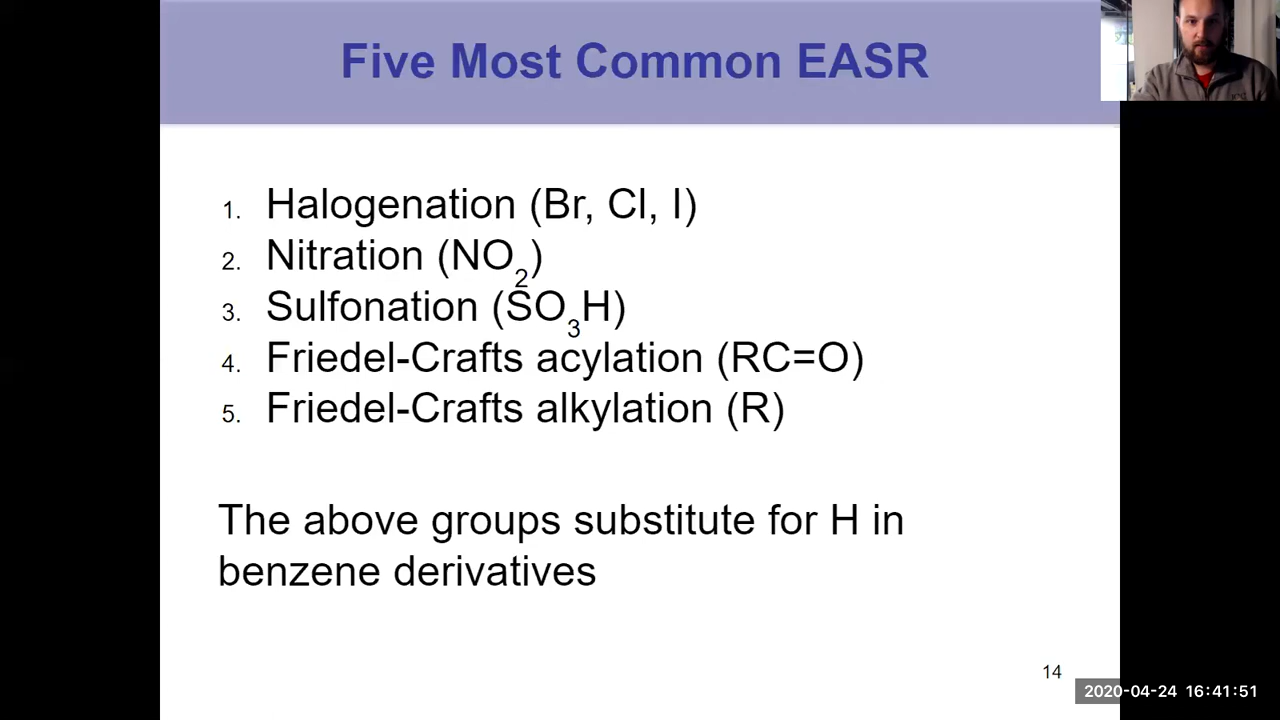 Five Most Common EASR
1. Halogenation (Br, Cl, I)
2. Nitration (NO₂)
3. Sulfonation (SO₃H)
4. Friedel-Crafts acylation (RC=O)
5. Friedel-Crafts alkylation (R)
The above groups substitute for H in
benzene derivatives
14
2020-04-24 16:41:51